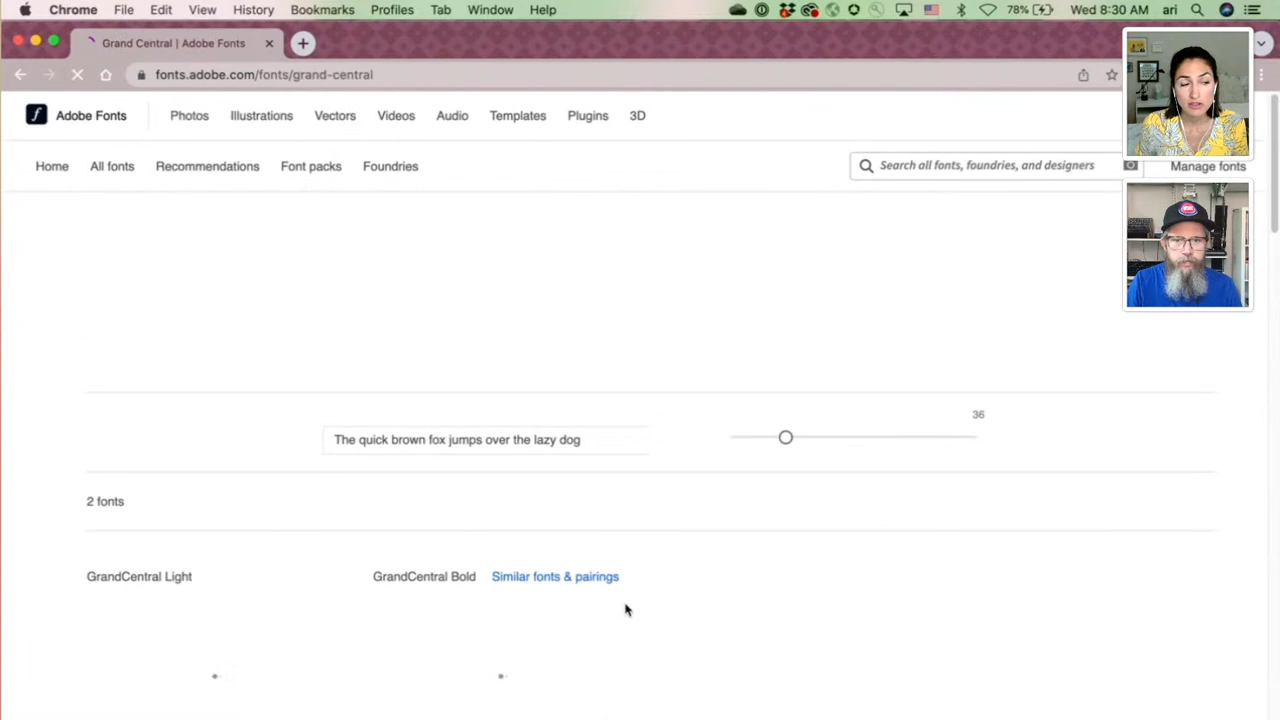 Chrome File Edit View History Bookmarks Profiles Tab Window Help 78% Wed 8:30 AM ari
Grand Central | Adobe Fonts
fonts.adobe.com/fonts/grand-central
Adobe Fonts Photos Illustrations Vectors Videos Audio Templates Plugins 3D
Home All fonts Recommendations Font packs Foundries Search all fonts, foundries, and designers Manage fonts
36
The quick brown fox jumps over the lazy dog
2 fonts
GrandCentral Light GrandCentral Bold Similar fonts & pairings